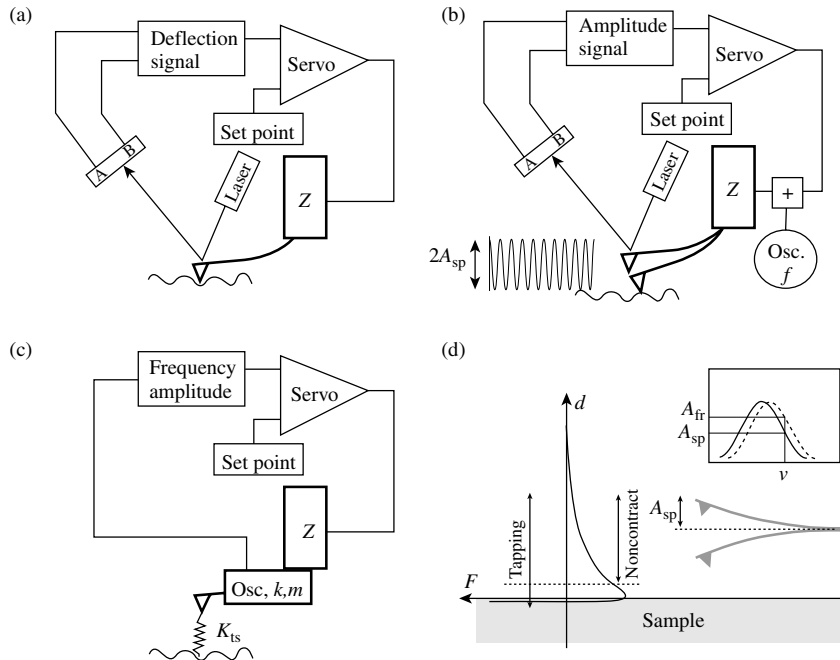 (a)
Deflection
signal
Servo
Set point
A
B
Laser
Z
(b)
Amplitude
signal
Servo
Set point
A
B
Laser
Z
+
Osc.
f
2A_sp
(c)
Frequency
amplitude
Servo
Set point
Z
Osc, k,m
K_ts
(d)
d
A_fr
A_sp
v
Tapping
Noncontract
A_sp
F
Sample